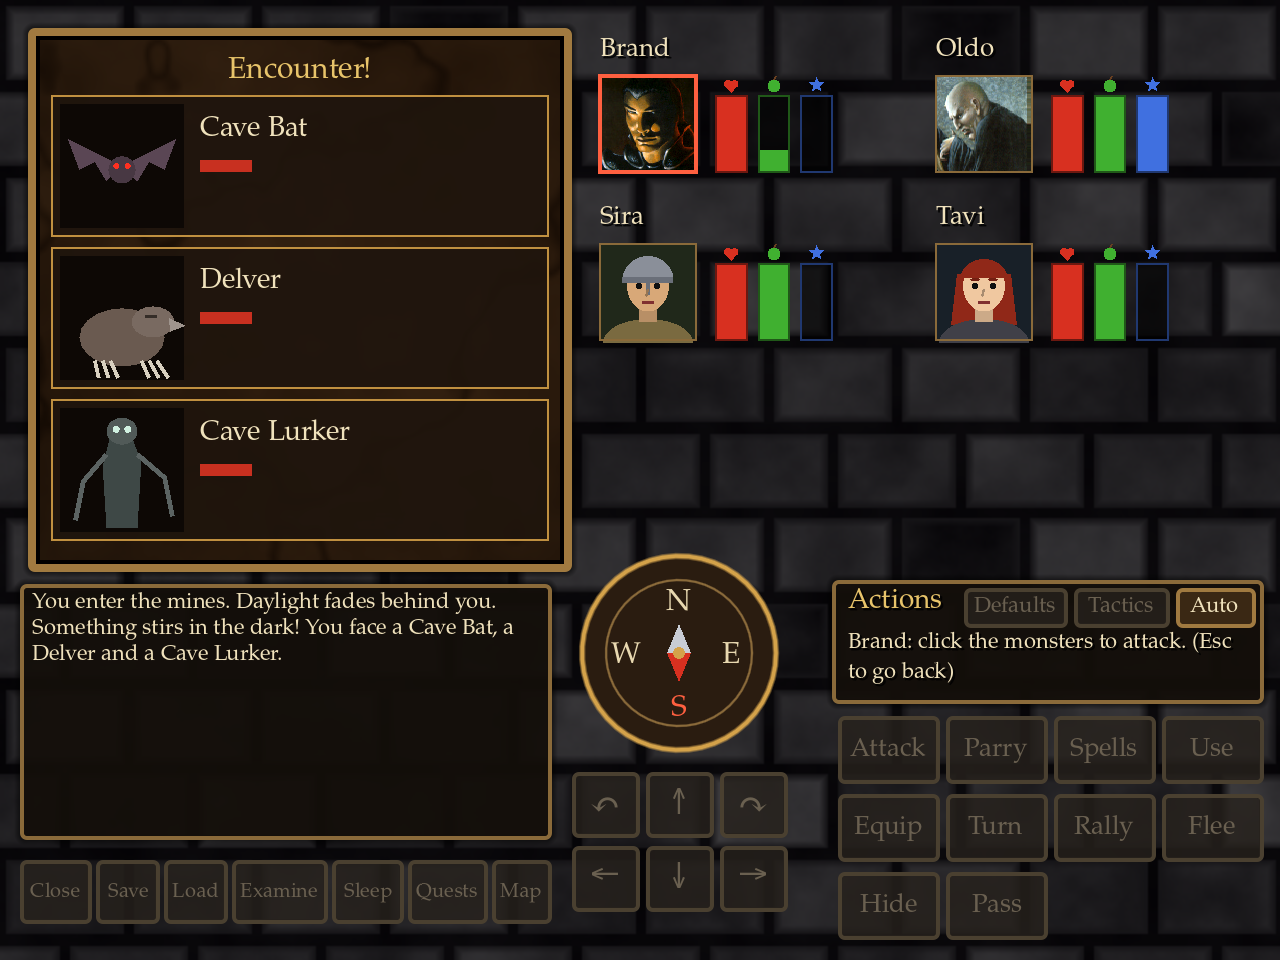 Encounter!
Cave Bat
Delver
Cave Lurker
Brand
Oldo
Sira
Tavi
You enter the mines. Daylight fades behind you.
Something stirs in the dark! You face a Cave Bat, a
Delver and a Cave Lurker.
N
W E
S
Actions Defaults Tactics Auto
Brand: click the monsters to attack. (Esc
to go back)
Attack Parry Spells Use
Equip Turn Rally Flee
Hide Pass
Close Save Load Examine Sleep Quests Map